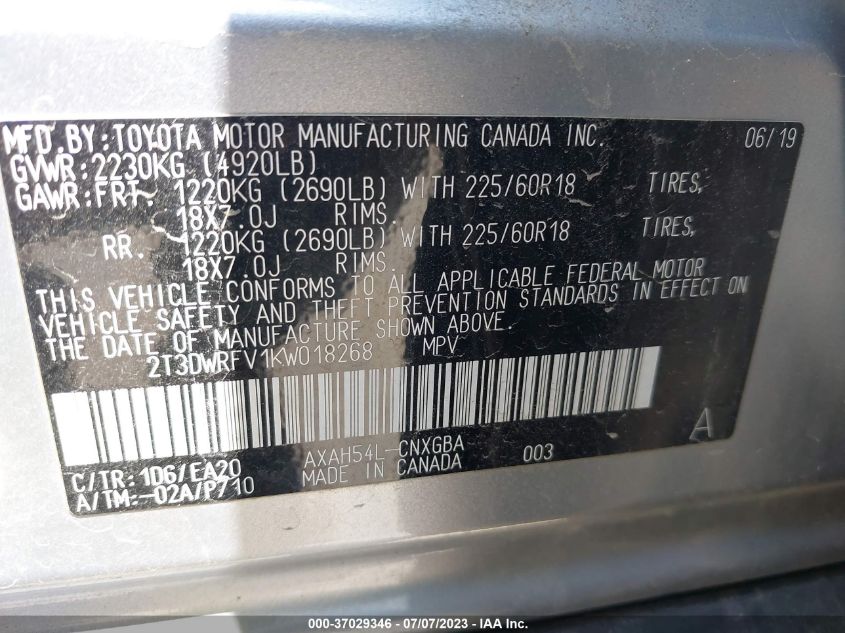 MFD. BY: TOYOTA MOTOR MANUFACTURING CANADA INC. 06/19
GVWR: 2230KG (4920LB)
GAWR: FRT. 1220KG (2690LB) WITH 225/60R18 TIRES,
18X7.0J RIMS.
RR. 1220KG (2690LB) WITH 225/60R18 TIRES,
18X7.0J RIMS.
THIS VEHICLE CONFORMS TO ALL APPLICABLE FEDERAL MOTOR
VEHICLE SAFETY AND THEFT PREVENTION STANDARDS IN EFFECT ON
THE DATE OF MANUFACTURE SHOWN ABOVE.
2T3DWRFV1KW018268 MPV
A
AXAH54L-CNXGBA 003
C/TR: 1D6/EA20 MADE IN CANADA
A/TM:-02A/P710
000-37029346 - 07/07/2023 - IAA Inc.